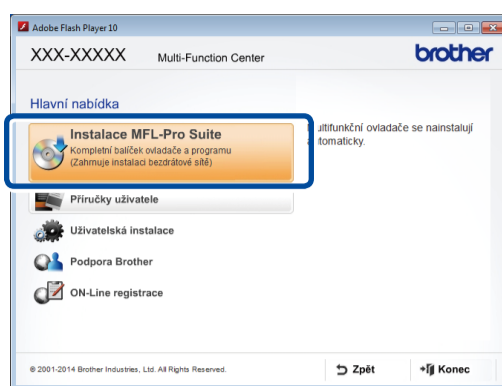 Adobe Flash Player 10
XXX-XXXXX Multi-Function Center brother
Hlavní nabídka
Instalace MFL-Pro Suite
Kompletní balíček ovladače a programu
(Zahrnuje instalaci bezdrátové sítě)
ovladače se nainstalují
Příručky uživatele
Uživatelská instalace
Podpora Brother
ON-Line registrace
© 2001-2014 Brother Industries, Ltd. All Rights Reserved. Zpět Konec